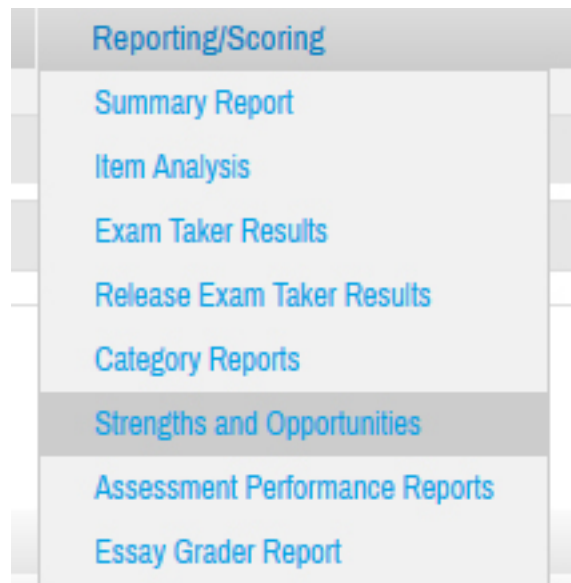 Reporting/Scoring
Summary Report
Item Analysis
Exam Taker Results
Release Exam Taker Results
Category Reports
Strengths and Opportunities
Assessment Performance Reports
Essay Grader Report